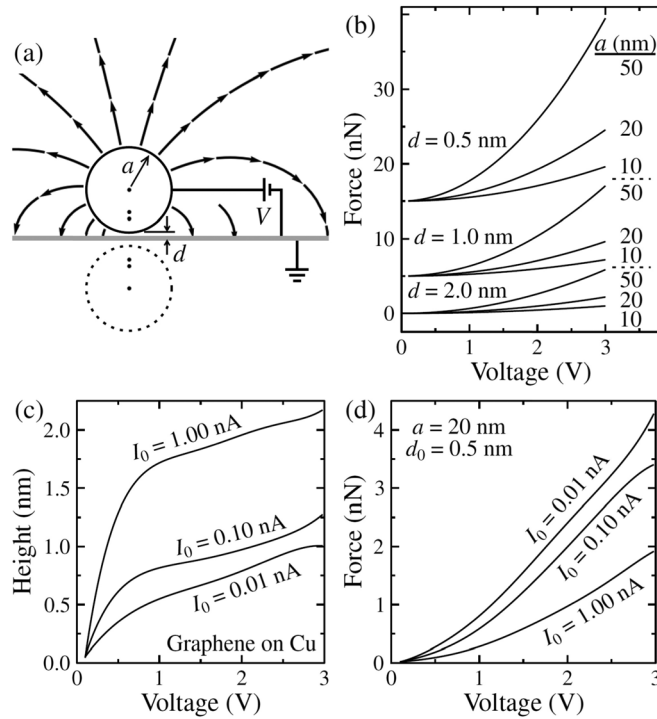 (a)
a
V
d
(b)
Force (nN)
30
20
10
0
a (nm)
50
d = 0.5 nm
20
10
50
d = 1.0 nm
20
10
50
d = 2.0 nm
20
10
0
1
2
3
Voltage (V)
(c)
Height (nm)
2.0
1.5
1.0
0.5
0.0
I₀ = 1.00 nA
I₀ = 0.10 nA
I₀ = 0.01 nA
Graphene on Cu
0
1
2
3
Voltage (V)
(d)
Force (nN)
4
3
2
1
0
a = 20 nm
d₀ = 0.5 nm
I₀ = 0.01 nA
I₀ = 0.10 nA
I₀ = 1.00 nA
0
1
2
3
Voltage (V)